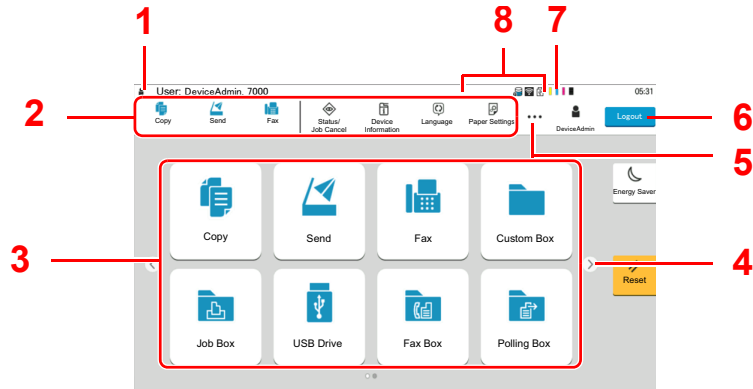 1
8
7
User: DeviceAdmin, 7000
05:31
2
Copy
Send
Fax
Status/
Job Cancel
Device
Information
Language
Paper Settings
DeviceAdmin
Logout
6
5
Energy Saver
Copy
Send
Fax
Custom Box
3
4
Reset
Job Box
USB Drive
Fax Box
Polling Box